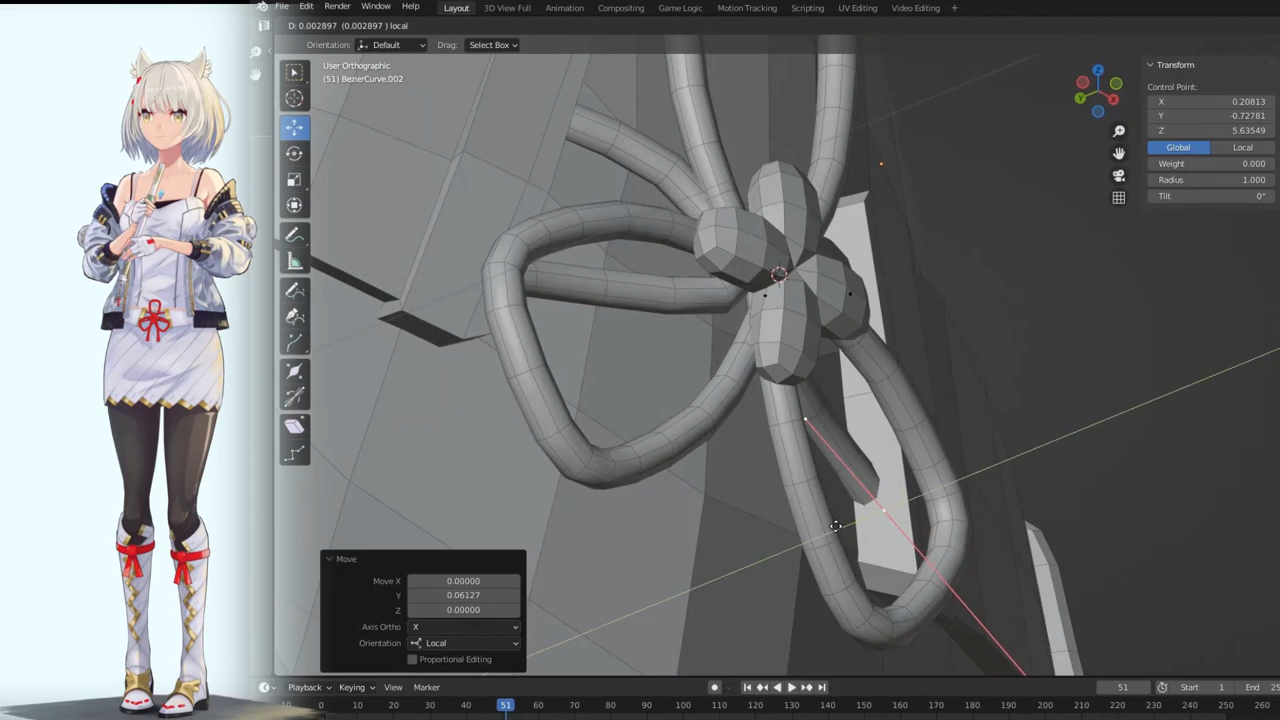 File Edit Render Window Help Layout 3D View Full Animation Compositing Game Logic Motion Tracking Scripting UV Editing Video Editing +
D: 0.002897 (0.002897 ) local
Orientation: Default Drag: Select Box
User Orthographic
(51) BezierCurve.002
Z
X
Y
Transform
Control Point:
X 0.20813
Y -0.72781
Z 5.63549
Global Local
Weight 0.000
Radius 1.000
Tilt 0°
Move
Move X 0.00000
Y 0.06127
Z 0.00000
Axis Ortho X
Orientation Local
Proportional Editing
Playback Keying View Marker 51 Start 1 End 25
10 0 10 20 30 40 51 60 70 80 90 100 110 120 130 140 150 160 170 180 190 200 210 220 230 240 250 260